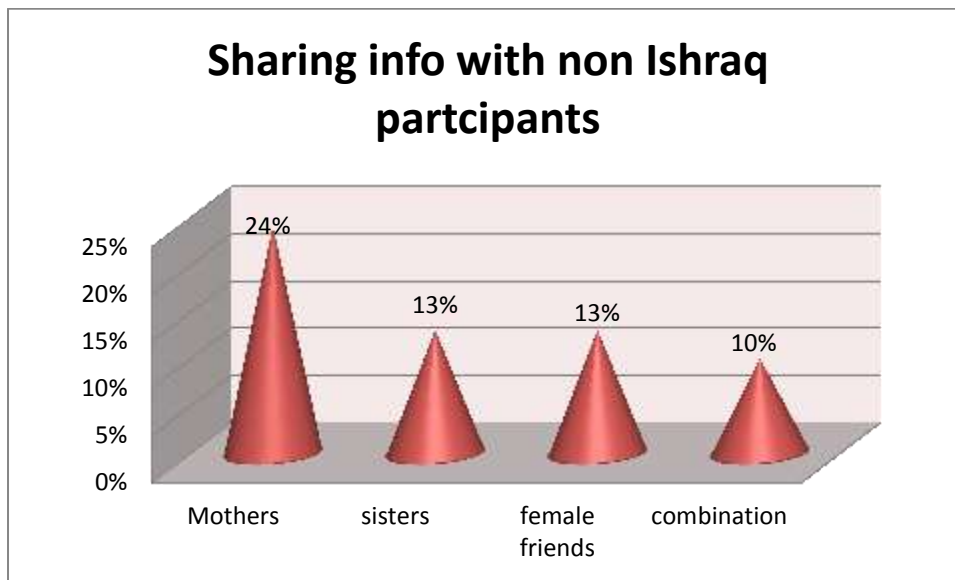 Sharing info with non Ishraq
partcipants
24%
13%
13%
10%
25%
20%
15%
10%
5%
0%
Mothers
sisters
female
friends
combination